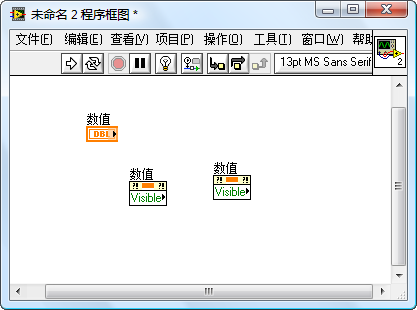 未命名 2 程序框图 *
文件(F) 编辑(E) 查看(V) 项目(P) 操作(O) 工具(T) 窗口(W) 帮助
13pt MS Sans Serif
2
数值
DBL
数值
?! ?!
Visible
数值
?! ?!
Visible